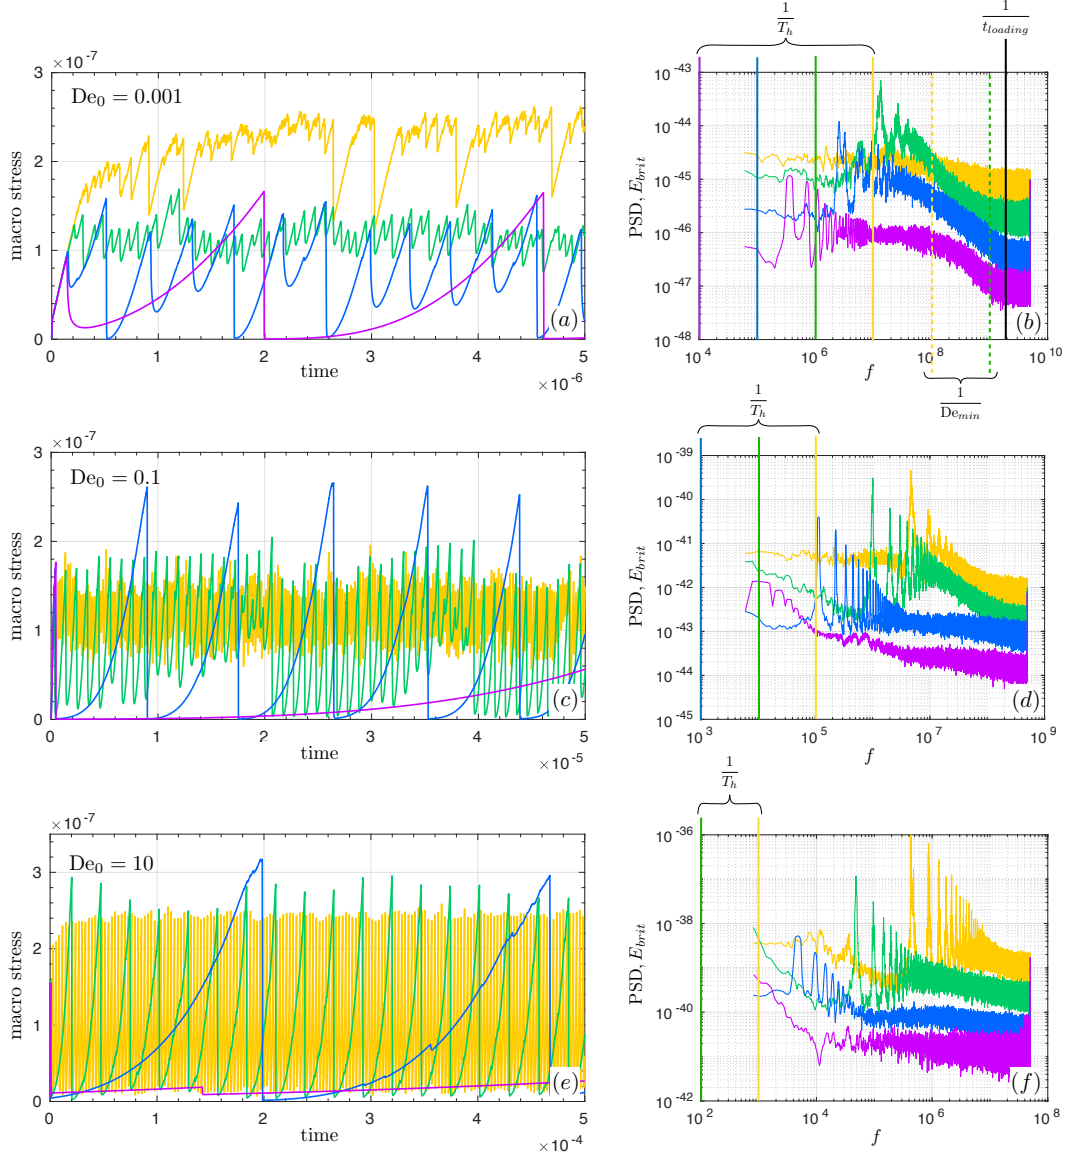 ×10⁻⁷
De₀ = 0.001
macro stress
3
2
1
0
0 1 2 3 4 5
time
×10⁻⁶
(a)
1/Tₕ
1/t_loading
PSD, E_brit
10⁻⁴³
10⁻⁴⁴
10⁻⁴⁵
10⁻⁴⁶
10⁻⁴⁷
10⁻⁴⁸
10⁴ 10⁶ 10⁸ 10¹⁰
f
(b)
1/De_min
×10⁻⁷
De₀ = 0.1
macro stress
3
2
1
0
0 1 2 3 4 5
time
×10⁻⁵
(c)
1/Tₕ
PSD, E_brit
10⁻³⁹
10⁻⁴⁰
10⁻⁴¹
10⁻⁴²
10⁻⁴³
10⁻⁴⁴
10⁻⁴⁵
10³ 10⁵ 10⁷ 10⁹
f
(d)
×10⁻⁷
De₀ = 10
macro stress
3
2
1
0
0 1 2 3 4 5
time
×10⁻⁴
(e)
1/Tₕ
PSD, E_brit
10⁻³⁶
10⁻³⁸
10⁻⁴⁰
10⁻⁴²
10² 10⁴ 10⁶ 10⁸
f
(f)